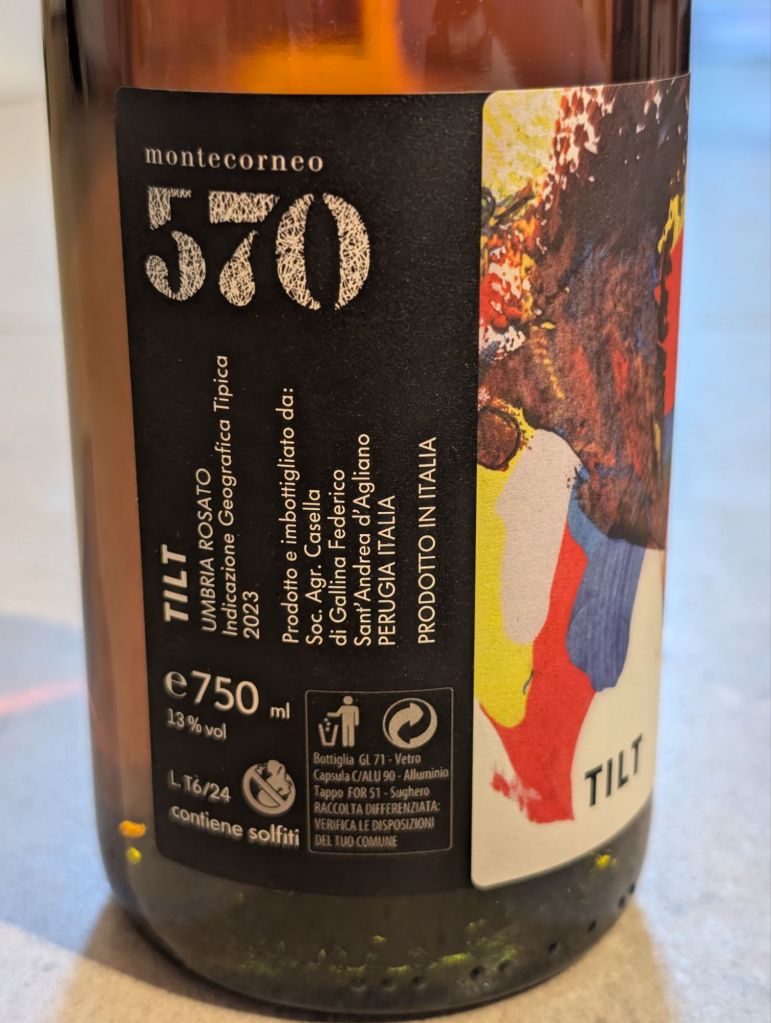 montecorneo
570
TILT
UMBRIA ROSATO
Indicazione Geografica Tipica
2023
Prodotto e imbottigliato da:
Soc. Agr. Casella
di Gallina Federico
Sant'Andrea d'Agliano
PERUGIA ITALIA
PRODOTTO IN ITALIA
e 750 ml
13% vol
L.T6/24
contiene solfiti
Bottiglia GL 71 - Vetro
Capsula C/ALU 90 - Alluminio
Tappo FOR 51 - Sughero
RACCOLTA DIFFERENZIATA:
VERIFICA LE DISPOSIZIONI
DEL TUO COMUNE
TILT